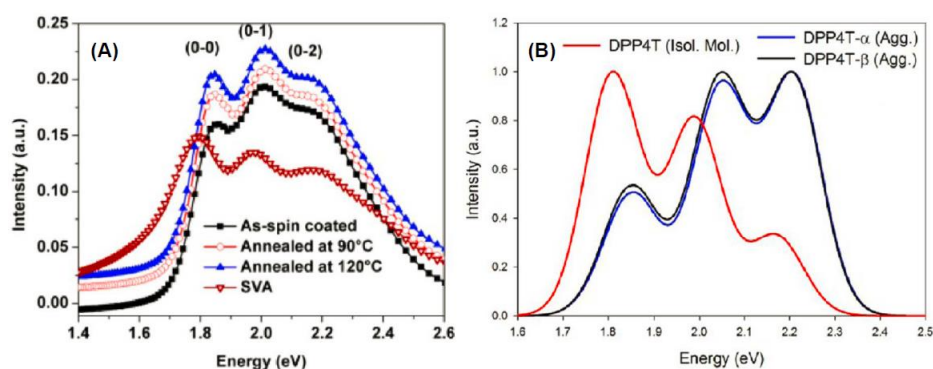 (A)
(0-0)
(0-1)
(0-2)
0.25
0.20
0.15
0.10
0.05
0.00
Intensity (a.u.)
As-spin coated
Annealed at 90°C
Annealed at 120°C
SVA
1.4 1.6 1.8 2.0 2.2 2.4 2.6
Energy (eV)
(B)
DPP4T (Isol. Mol.)
DPP4T-α (Agg.)
DPP4T-β (Agg.)
1.0
0.8
0.6
0.4
0.2
0.0
Intensity (a.u.)
1.6 1.7 1.8 1.9 2.0 2.1 2.2 2.3 2.4 2.5
Energy (eV)